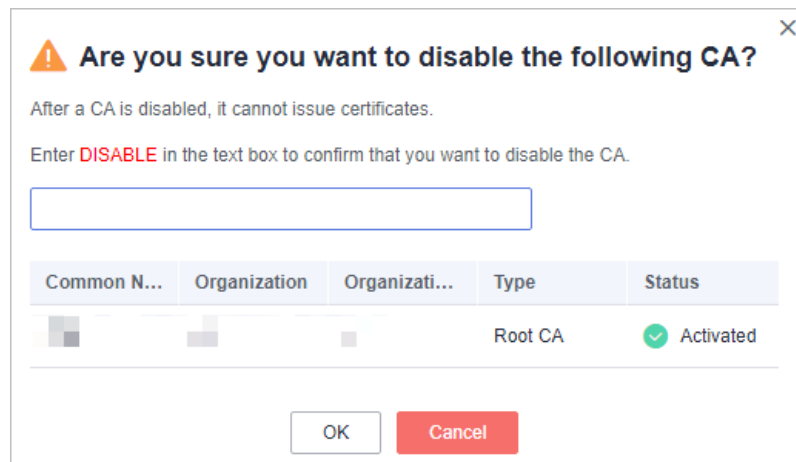 Are you sure you want to disable the following CA?
After a CA is disabled, it cannot issue certificates.
Enter DISABLE in the text box to confirm that you want to disable the CA.
Common N... Organization Organizati... Type Status
Root CA Activated
OK Cancel